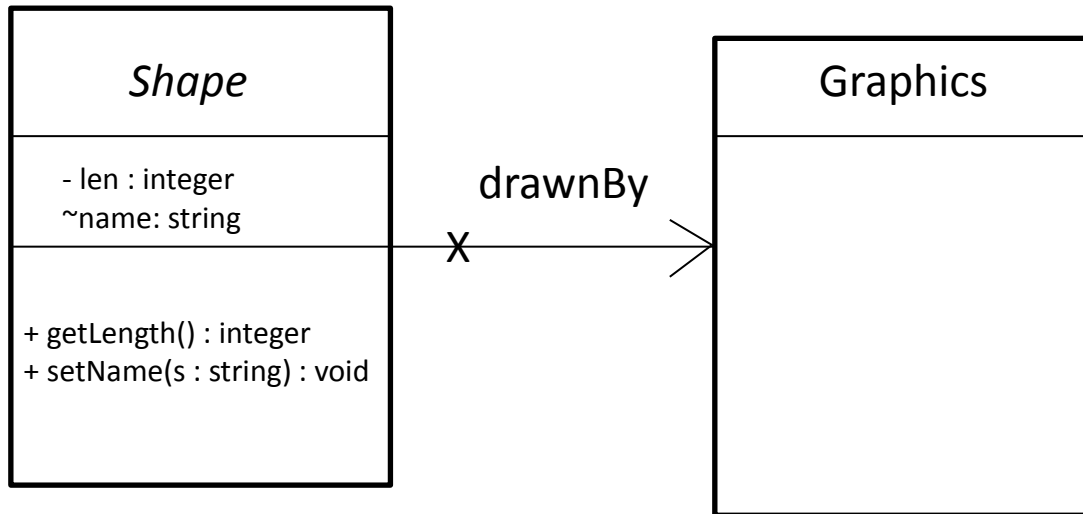 Shape
- len : integer
~name: string
+ getLength() : integer
+ setName(s : string) : void
drawnBy
X
Graphics